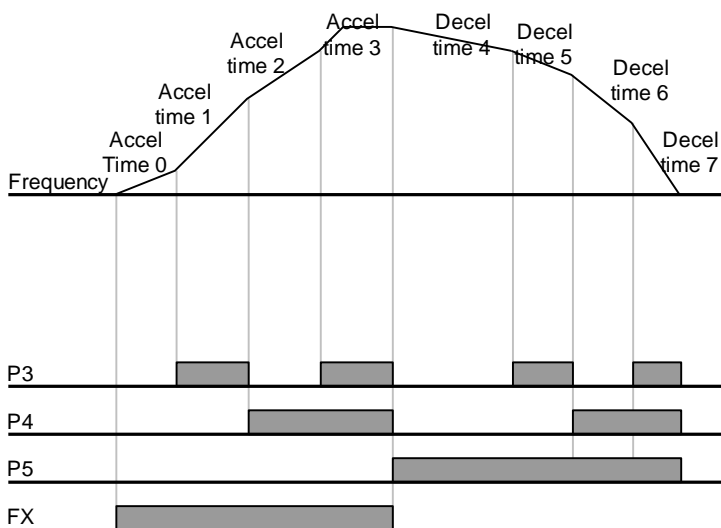 Accel
time 3
Decel
time 4
Decel
time 5
Accel
time 2
Decel
time 6
Accel
time 1
Accel
Time 0
Decel
time 7
Frequency
P3
P4
P5
FX